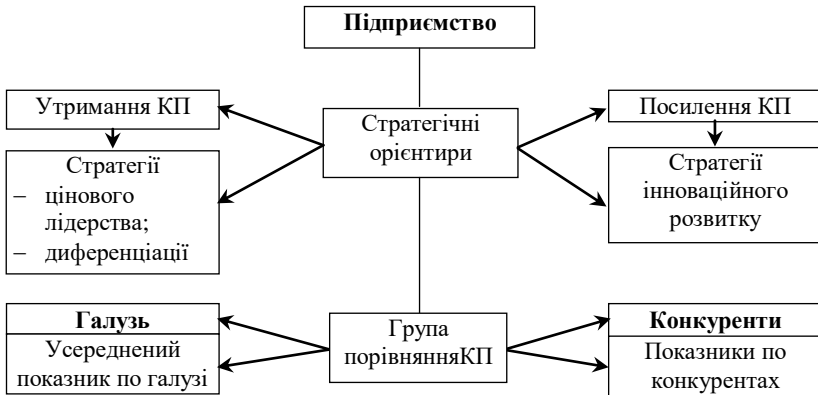 Підприємство
Утримання КП
Стратегічні
орієнтири
Посилення КП
Стратегії
– цінового
лідерства;
– диференціації
Стратегії
інноваційного
розвитку
Галузь
Усереднений
показник по галузі
Група
порівнянняКП
Конкуренти
Показники по
конкурентах